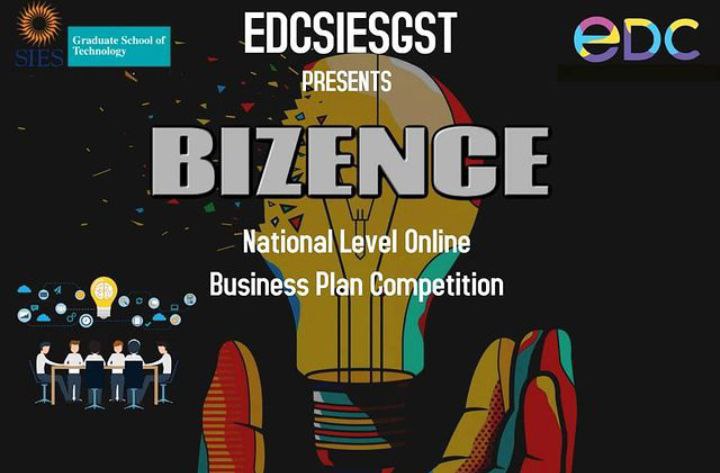 SIES
Graduate School of
Technology
EDCSIESGST
eDC
PRESENTS
BIZENCE
National Level Online
Business Plan Competition